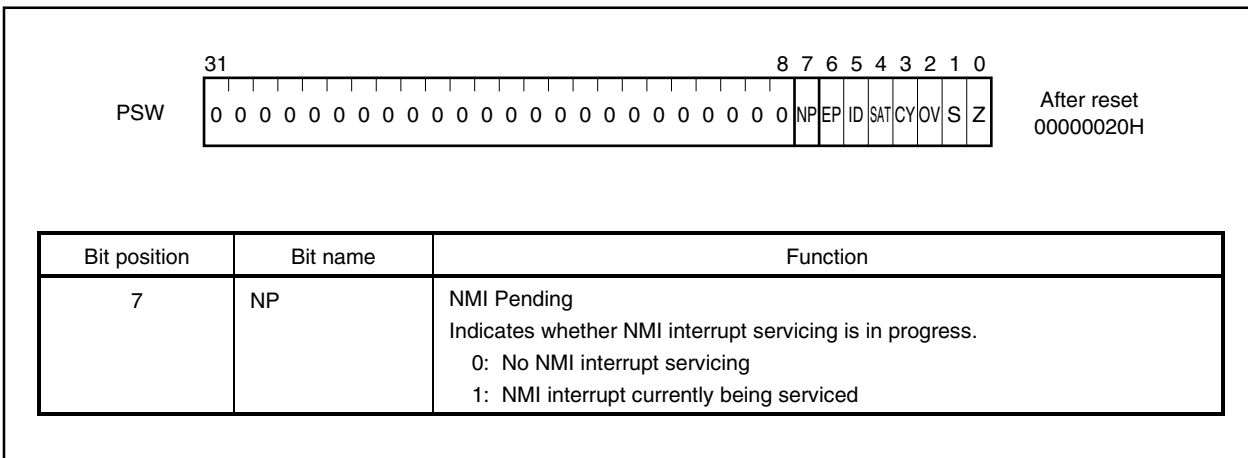 31 8 7 6 5 4 3 2 1 0
PSW 0 0 0 0 0 0 0 0 0 0 0 0 0 0 0 0 0 0 0 0 0 0 0 0 NP EP ID SAT CY OV S Z After reset
00000020H
Bit position Bit name Function
7 NP NMI Pending
Indicates whether NMI interrupt servicing is in progress.
0: No NMI interrupt servicing
1: NMI interrupt currently being serviced